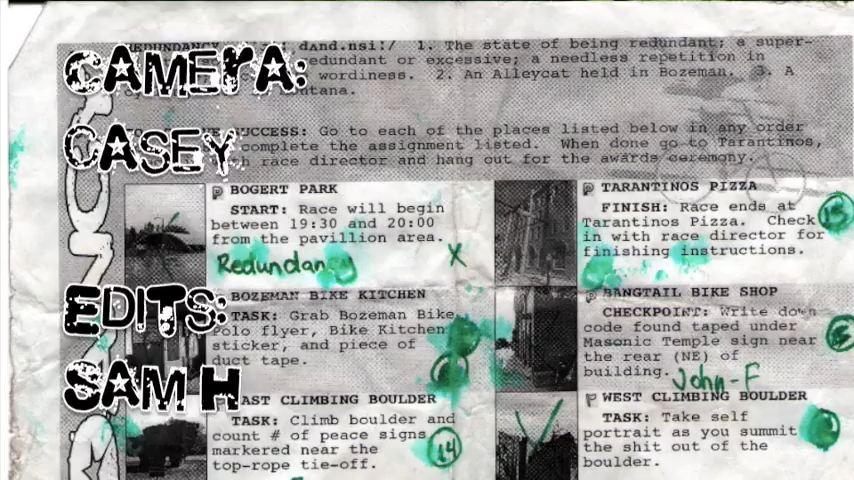 CAMERA:
CASEY
EDITS:
SAM H
REDUNDANCY
dʌnd.nsi:/ 1. The state of being redundant; a super-
redundant or excessive; a needless repetition in
wordiness. 2. An Alleycat held in Bozeman. 3. A
SUCCESS: Go to each of the places listed below in any order
complete the assignment listed. When done go to Tarantinos,
race director and hang out for the awards ceremony.
BOGERT PARK
START: Race will begin
between 19:30 and 20:00
from the pavillion area.
Redundancy
X
TARANTINOS PIZZA
FINISH: Race ends at
Tarantinos Pizza. Check
in with race director for
finishing instructions.
BOZEMAN BIKE KITCHEN
TASK: Grab Bozeman Bike
Polo flyer, Bike Kitchen
sticker, and piece of
duct tape.
BANGTAIL BIKE SHOP
CHECKPOINT: Write down
code found taped under
Masonic Temple sign near
the rear (NE) of
building.
John-F
EAST CLIMBING BOULDER
TASK: Climb boulder and
count # of peace signs
markered near the
top-rope tie-off.
14
WEST CLIMBING BOULDER
TASK: Take self
portrait as you summit
the shit out of the
boulder.